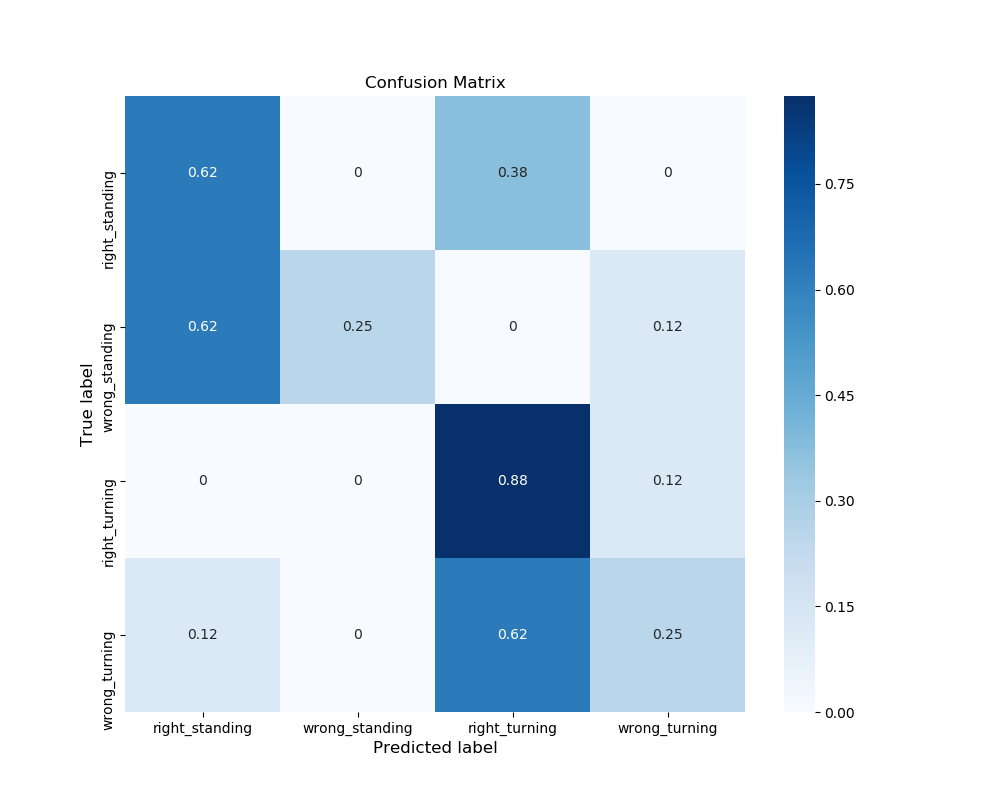 Confusion Matrix
True label
right_standing
0.62 0 0.38 0
wrong_standing
0.62 0.25 0 0.12
right_turning
0 0 0.88 0.12
wrong_turning
0.12 0 0.62 0.25
right_standing wrong_standing right_turning wrong_turning
Predicted label
0.75
0.60
0.45
0.30
0.15
0.00